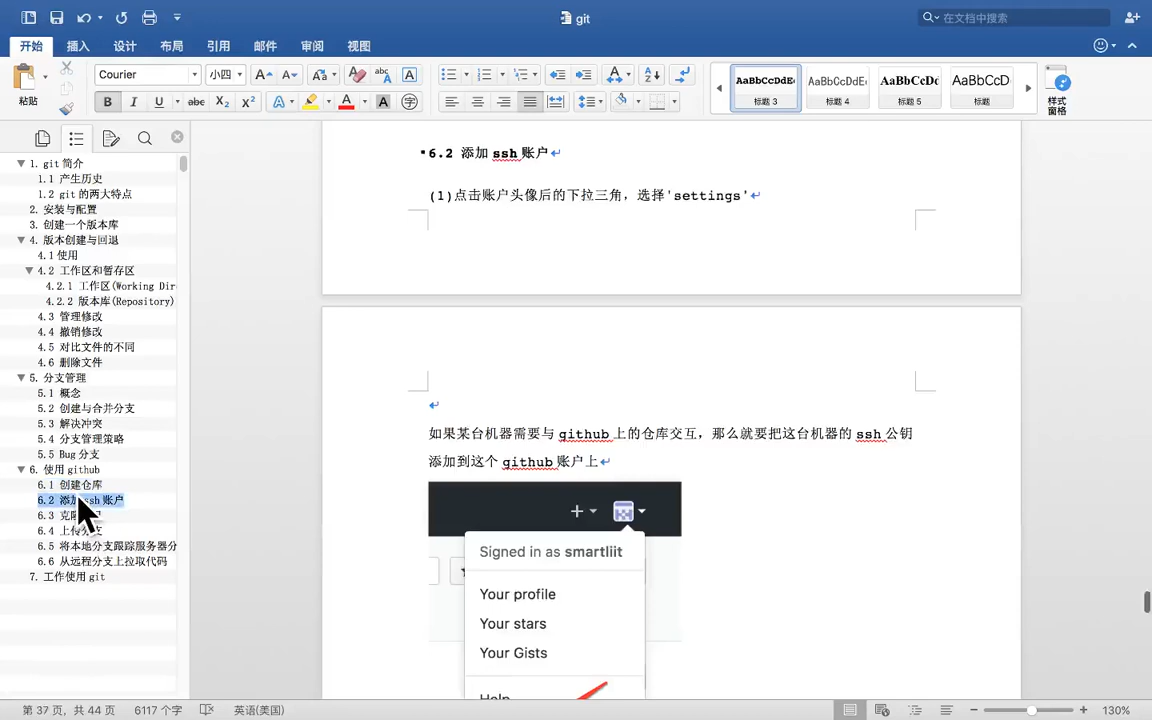 git
在文档中搜索
开始 插入 设计 布局 引用 邮件 审阅 视图
粘贴
Courier
小四
标题 3
标题 4
标题 5
标题
样式
窗格
1. git 简介
1.1 产生历史
1.2 git 的两大特点
2. 安装与配置
3. 创建一个版本库
4. 版本创建与回退
4.1 使用
4.2 工作区和暂存区
4.2.1 工作区(Working Dir
4.2.2 版本库(Repository)
4.3 管理修改
4.4 撤销修改
4.5 对比文件的不同
4.6 删除文件
5. 分支管理
5.1 概念
5.2 创建与合并分支
5.3 解决冲突
5.4 分支管理策略
5.5 Bug 分支
6. 使用 github
6.1 创建仓库
6.2 添加 ssh 账户
6.3
6.4 上传分支
6.5 将本地分支跟踪服务器分
6.6 从远程分支上拉取代码
7. 工作使用 git
6.2 添加 ssh 账户
(1)点击账户头像后的下拉三角，选择'settings'
如果某台机器需要与 github 上的仓库交互，那么就要把这台机器的 ssh 公钥
添加到这个 github 账户上
Signed in as smartliit
Your profile
Your stars
Your Gists
Help
第 37 页，共 44 页 6117 个字 英语(美国) 130%